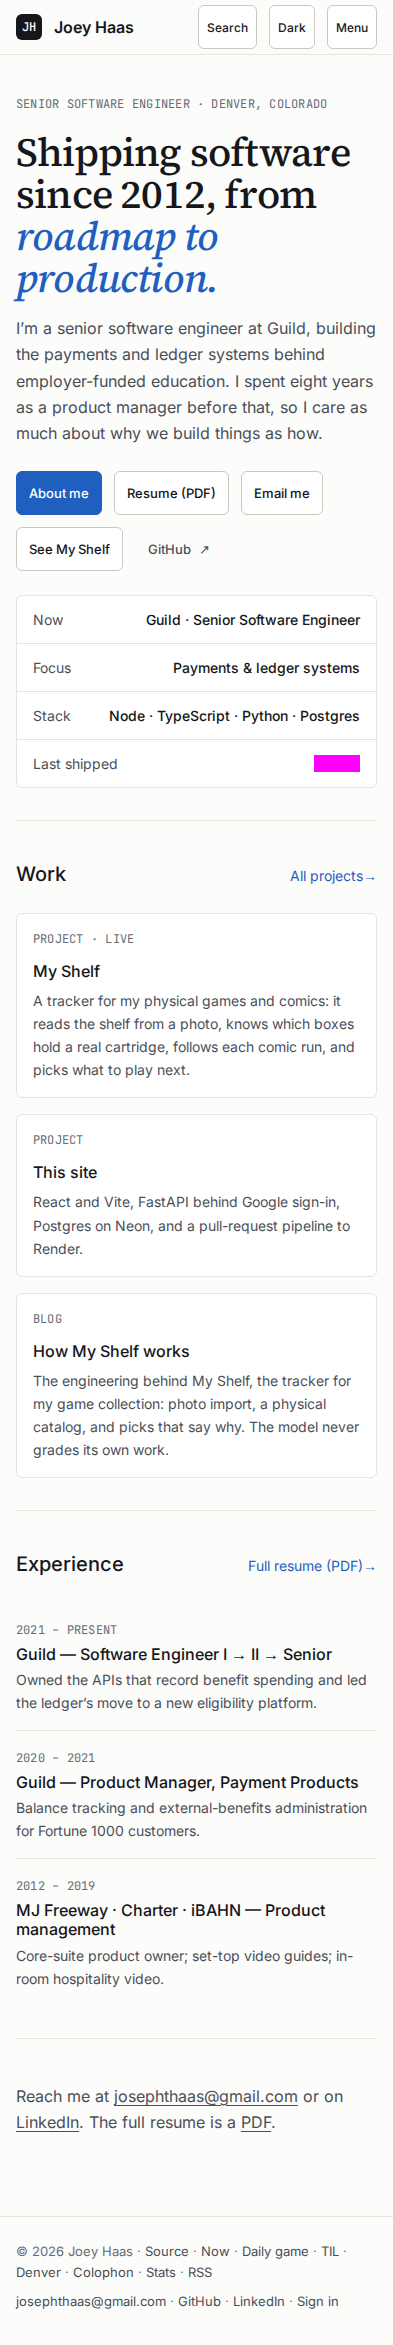 JH Joey Haas Search Dark Menu
SENIOR SOFTWARE ENGINEER · DENVER, COLORADO
Shipping software
since 2012, from
roadmap to
production.
I’m a senior software engineer at Guild, building
the payments and ledger systems behind
employer-funded education. I spent eight years
as a product manager before that, so I care as
much about why we build things as how.
About me Resume (PDF) Email me
See My Shelf GitHub ↗
Now Guild · Senior Software Engineer
Focus Payments & ledger systems
Stack Node · TypeScript · Python · Postgres
Last shipped
Work All projects→
PROJECT · LIVE
My Shelf
A tracker for my physical games and comics: it
reads the shelf from a photo, knows which boxes
hold a real cartridge, follows each comic run, and
picks what to play next.
PROJECT
This site
React and Vite, FastAPI behind Google sign-in,
Postgres on Neon, and a pull-request pipeline to
Render.
BLOG
How My Shelf works
The engineering behind My Shelf, the tracker for
my game collection: photo import, a physical
catalog, and picks that say why. The model never
grades its own work.
Experience Full resume (PDF)→
2021 – PRESENT
Guild — Software Engineer I → II → Senior
Owned the APIs that record benefit spending and led
the ledger’s move to a new eligibility platform.
2020 – 2021
Guild — Product Manager, Payment Products
Balance tracking and external-benefits administration
for Fortune 1000 customers.
2012 – 2019
MJ Freeway · Charter · iBAHN — Product
management
Core-suite product owner; set-top video guides; in-
room hospitality video.
Reach me at josephthaas@gmail.com or on
LinkedIn. The full resume is a PDF.
© 2026 Joey Haas · Source · Now · Daily game · TIL ·
Denver · Colophon · Stats · RSS
josephthaas@gmail.com · GitHub · LinkedIn · Sign in